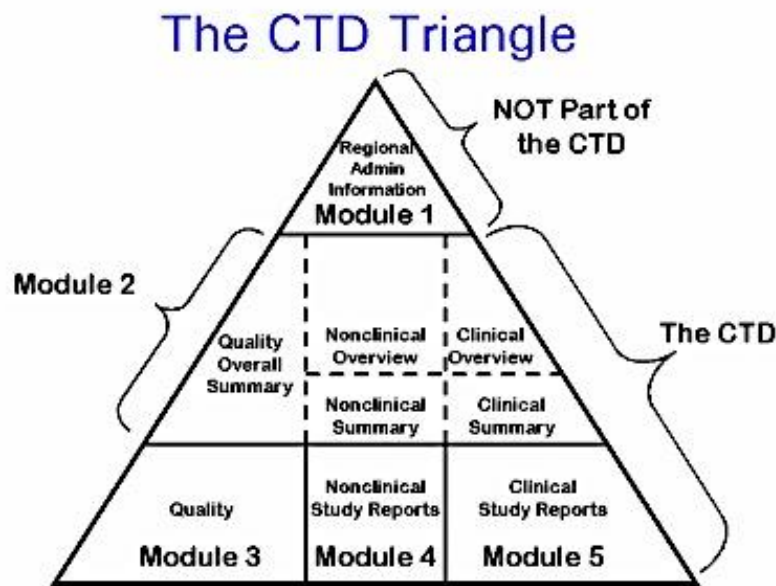 The CTD Triangle
NOT Part of
the CTD
Regional
Admin
Information
Module 1
Module 2
The CTD
Quality
Overall
Summary
Nonclinical
Overview
Clinical
Overview
Nonclinical
Summary
Clinical
Summary
Quality
Module 3
Nonclinical
Study Reports
Module 4
Clinical
Study Reports
Module 5